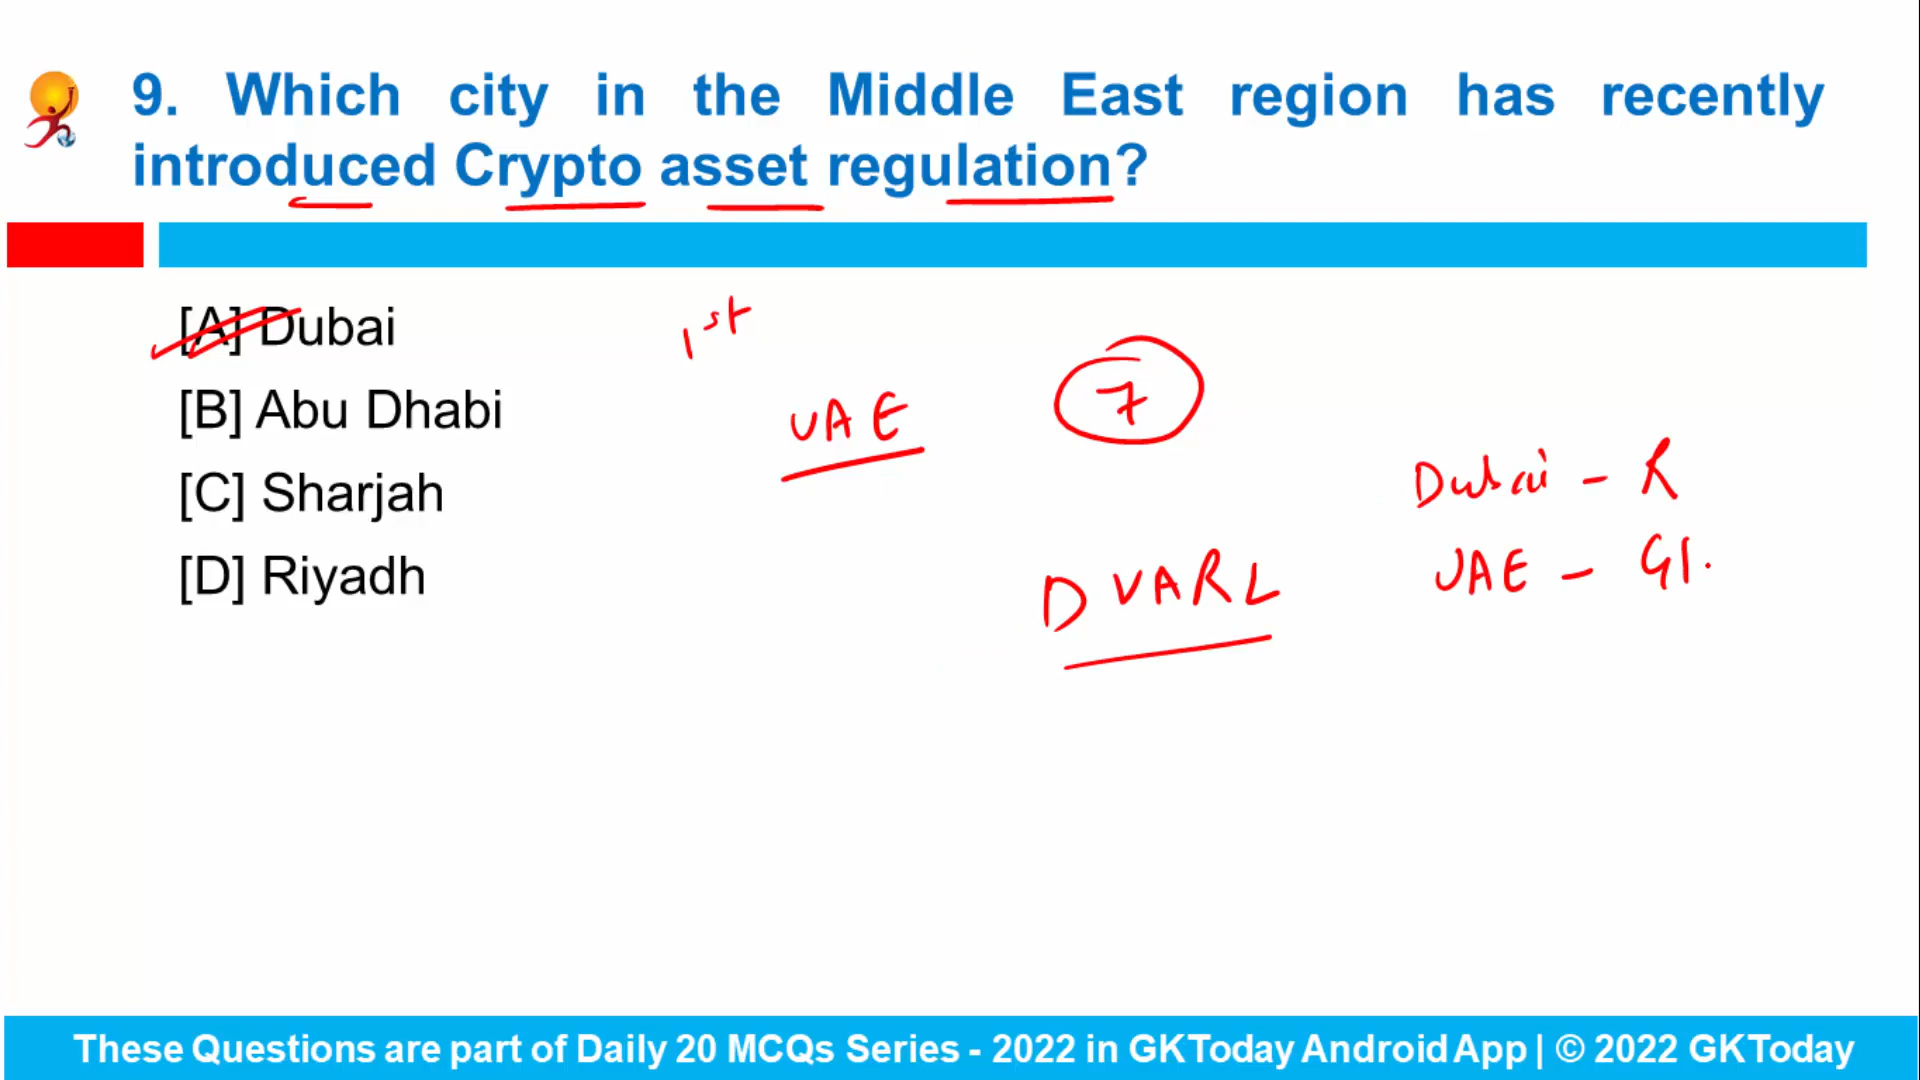 9. Which city in the Middle East region has recently
introduced Crypto asset regulation?
[A] Dubai
1st
[B] Abu Dhabi
UAE
7
[C] Sharjah
Dubai - R
[D] Riyadh
DVARL
UAE - G1.
These Questions are part of Daily 20 MCQs Series - 2022 in GKToday Android App | © 2022 GKToday